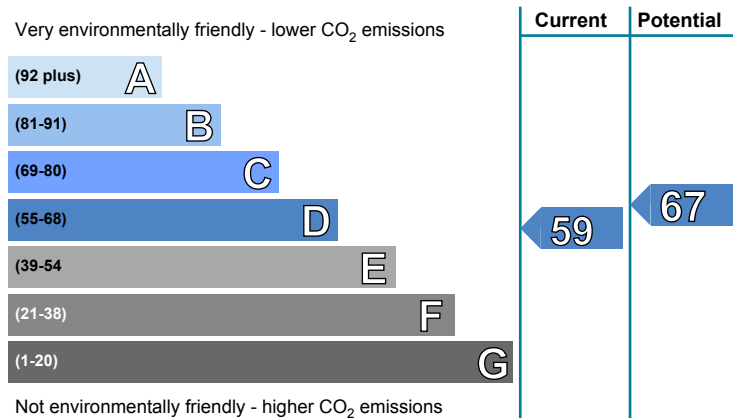 Current Potential
Very environmentally friendly - lower CO2 emissions
(92 plus) A
(81-91) B
(69-80) C
(55-68) D
59 67
(39-54 E
(21-38) F
(1-20) G
Not environmentally friendly - higher CO2 emissions